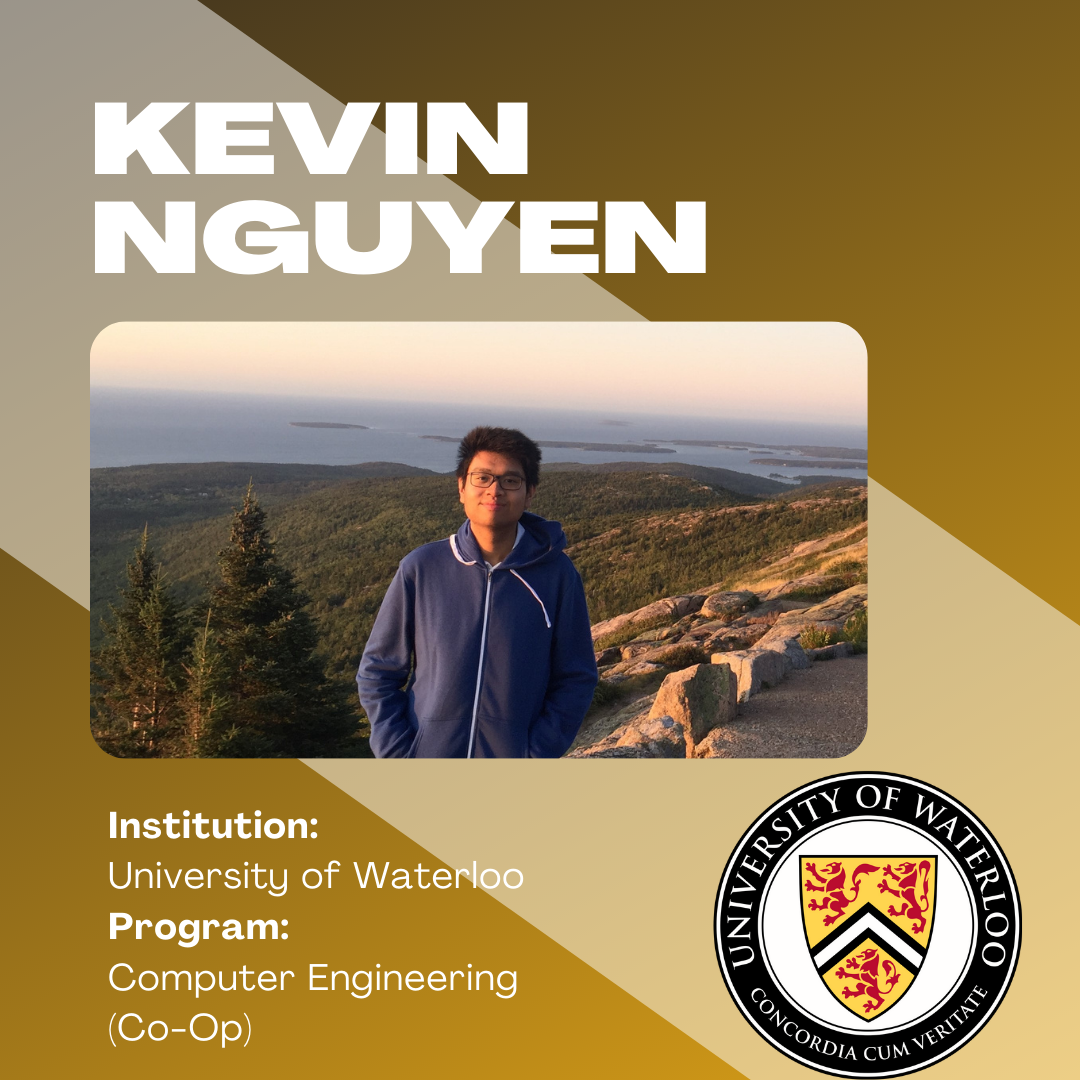 KEVIN
NGUYEN
Institution:
University of Waterloo
Program:
Computer Engineering
(Co-Op)
UNIVERSITY OF WATERLOO
CONCORDIA CUM VERITATE